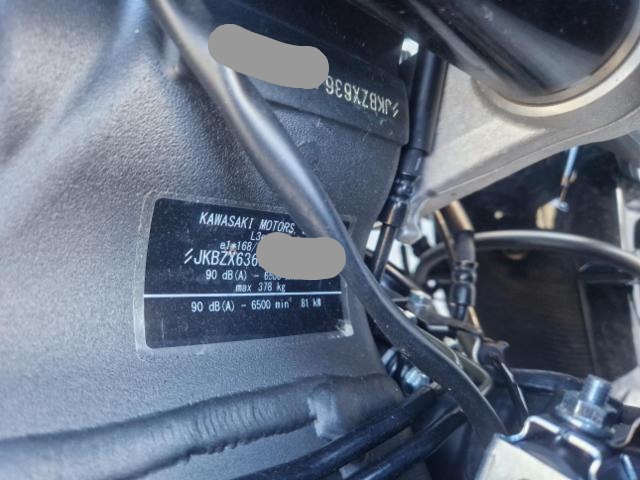 JKBZX636
KAWASAKI MOTORS
L3e
e1*168/
JKBZX636
90 dB(A) - 6500
max 378 kg
90 dB(A) - 6500 min⁻¹ 81 kW